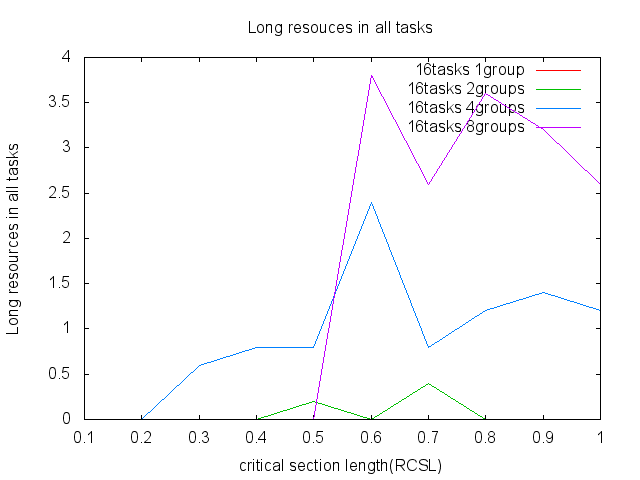 Long resouces in all tasks
16tasks 1group
16tasks 2groups
16tasks 4groups
16tasks 8groups
Long resources in all tasks
4
3.5
3
2.5
2
1.5
1
0.5
0
0.1 0.2 0.3 0.4 0.5 0.6 0.7 0.8 0.9 1
critical section length(RCSL)